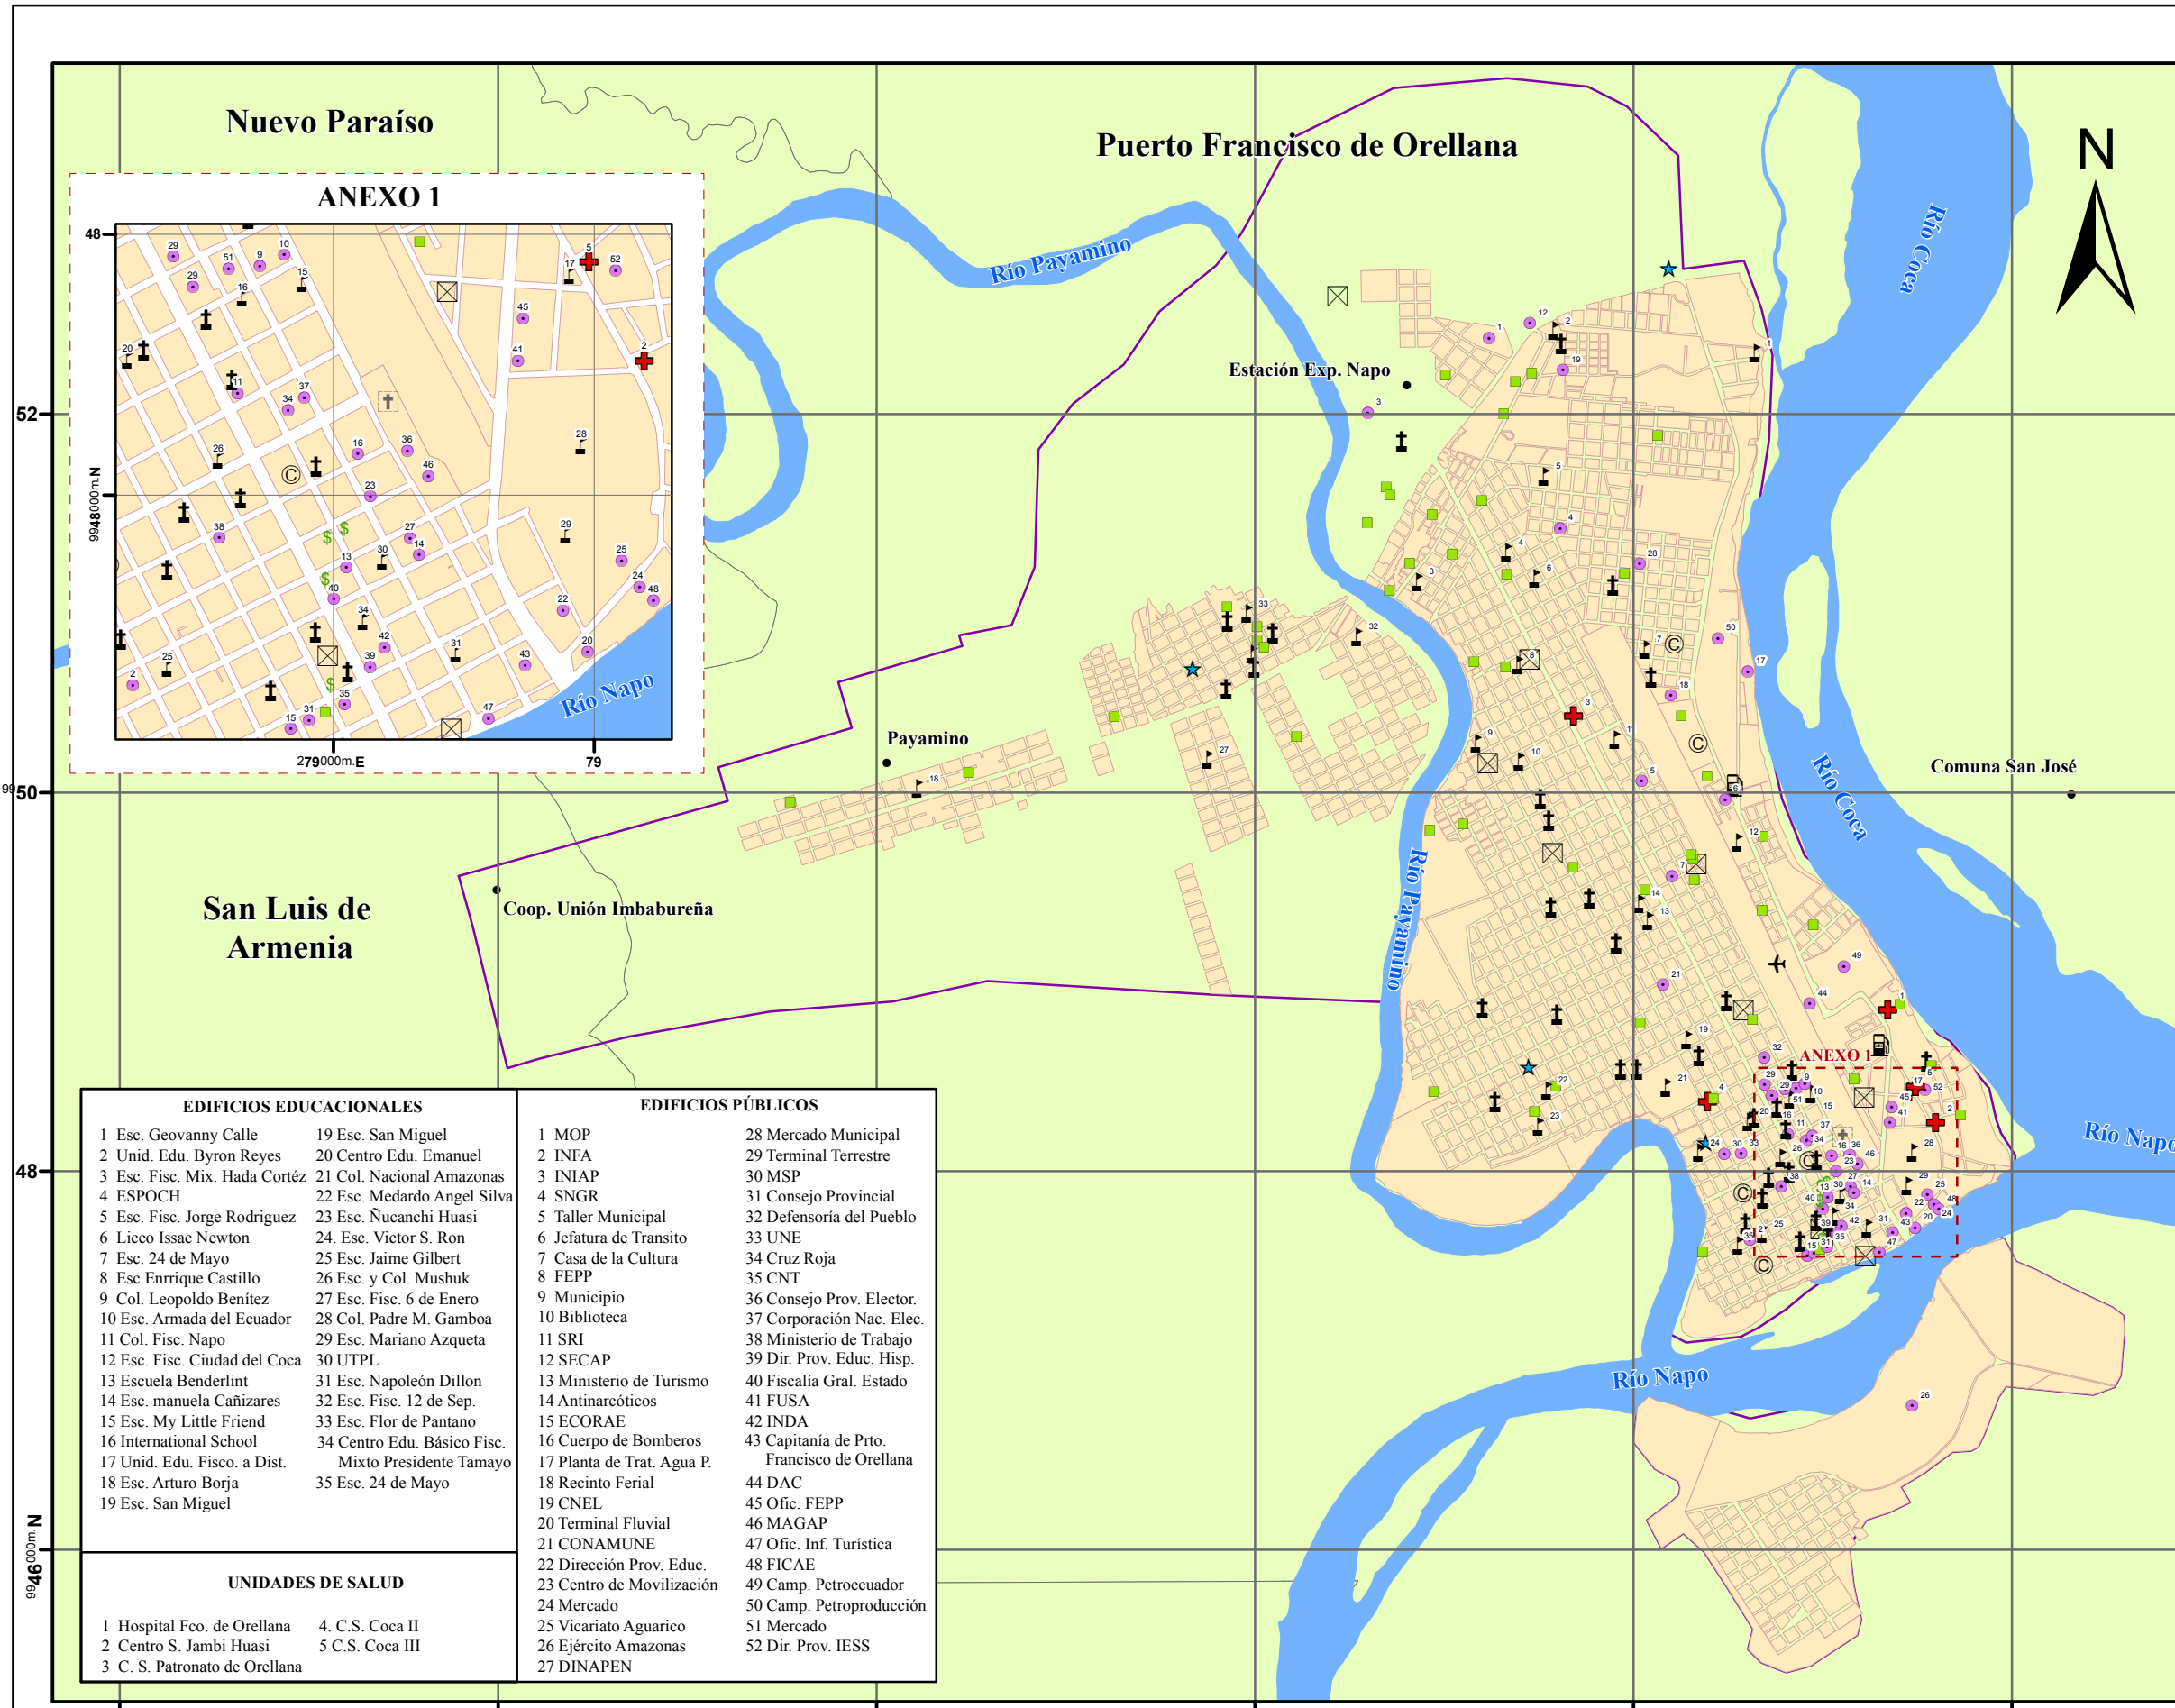 Nuevo Paraíso
Puerto Francisco de Orellana
N
ANEXO 1
48
9948000m.N
279000m.E
79
Río Napo
Río Payamino
Río Coca
Estación Exp. Napo
52
Payamino
Comuna San José
Río Coca
9950
Río Payamino
San Luis de
Armenia
Coop. Unión Imbabureña
ANEXO 1
48
Río Napo
Río Napo
9946000m.N
EDIFICIOS EDUCACIONALES
1 Esc. Geovanny Calle
2 Unid. Edu. Byron Reyes
3 Esc. Fisc. Mix. Hada Cortéz
4 ESPOCH
5 Esc. Fisc. Jorge Rodriguez
6 Liceo Issac Newton
7 Esc. 24 de Mayo
8 Esc.Enrrique Castillo
9 Col. Leopoldo Benítez
10 Esc. Armada del Ecuador
11 Col. Fisc. Napo
12 Esc. Fisc. Ciudad del Coca
13 Escuela Benderlint
14 Esc. manuela Cañizares
15 Esc. My Little Friend
16 International School
17 Unid. Edu. Fisco. a Dist.
18 Esc. Arturo Borja
19 Esc. San Miguel
19 Esc. San Miguel
20 Centro Edu. Emanuel
21 Col. Nacional Amazonas
22 Esc. Medardo Angel Silva
23 Esc. Ñucanchi Huasi
24. Esc. Victor S. Ron
25 Esc. Jaime Gilbert
26 Esc. y Col. Mushuk
27 Esc. Fisc. 6 de Enero
28 Col. Padre M. Gamboa
29 Esc. Mariano Azqueta
30 UTPL
31 Esc. Napoleón Dillon
32 Esc. Fisc. 12 de Sep.
33 Esc. Flor de Pantano
34 Centro Edu. Básico Fisc.
Mixto Presidente Tamayo
35 Esc. 24 de Mayo
UNIDADES DE SALUD
1 Hospital Fco. de Orellana
2 Centro S. Jambi Huasi
3 C. S. Patronato de Orellana
4. C.S. Coca II
5 C.S. Coca III
EDIFICIOS PÚBLICOS
1 MOP
2 INFA
3 INIAP
4 SNGR
5 Taller Municipal
6 Jefatura de Transito
7 Casa de la Cultura
8 FEPP
9 Municipio
10 Biblioteca
11 SRI
12 SECAP
13 Ministerio de Turismo
14 Antinarcóticos
15 ECORAE
16 Cuerpo de Bomberos
17 Planta de Trat. Agua P.
18 Recinto Ferial
19 CNEL
20 Terminal Fluvial
21 CONAMUNE
22 Dirección Prov. Educ.
23 Centro de Movilización
24 Mercado
25 Vicariato Aguarico
26 Ejército Amazonas
27 DINAPEN
28 Mercado Municipal
29 Terminal Terrestre
30 MSP
31 Consejo Provincial
32 Defensoría del Pueblo
33 UNE
34 Cruz Roja
35 CNT
36 Consejo Prov. Elector.
37 Corporación Nac. Elec.
38 Ministerio de Trabajo
39 Dir. Prov. Educ. Hisp.
40 Fiscalía Gral. Estado
41 FUSA
42 INDA
43 Capitanía de Prto.
Francisco de Orellana
44 DAC
45 Ofic. FEPP
46 MAGAP
47 Ofic. Inf. Turística
48 FICAE
49 Camp. Petroecuador
50 Camp. Petroproducción
51 Mercado
52 Dir. Prov. IESS